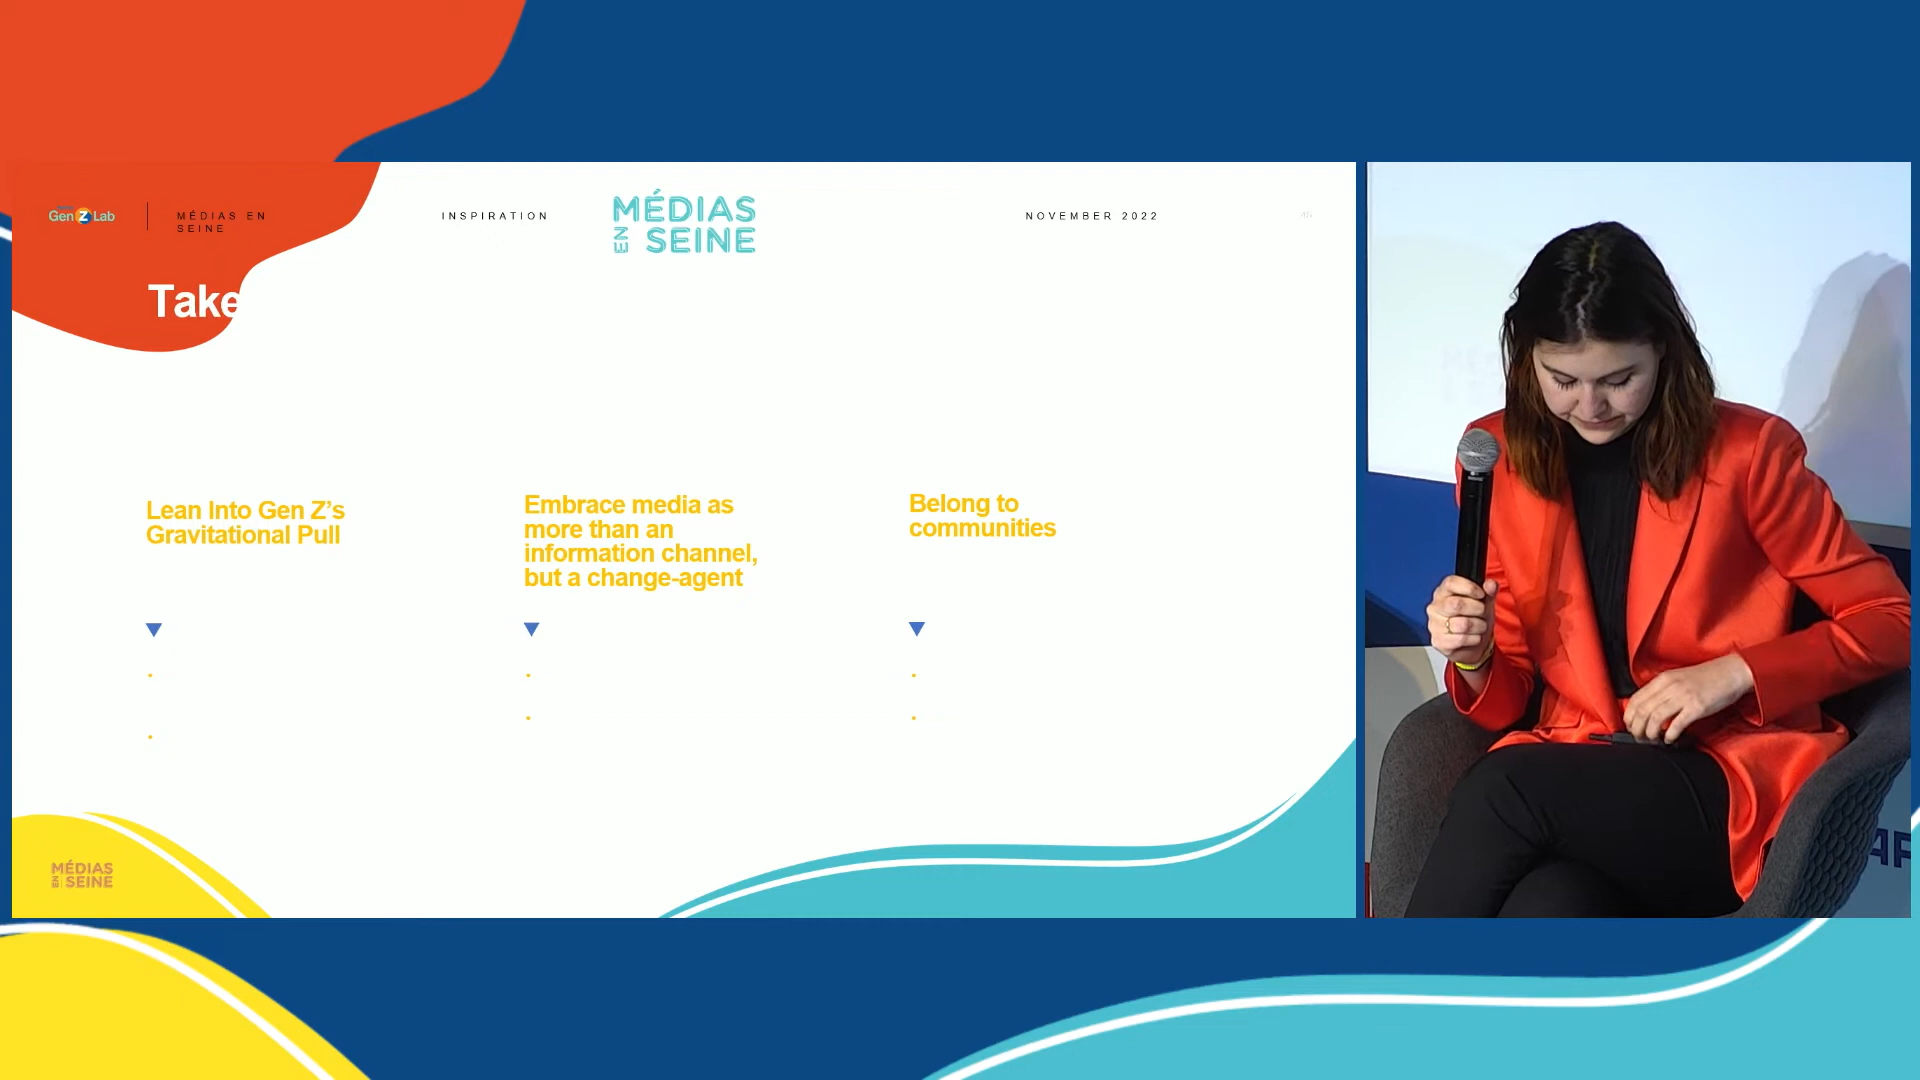 Gen Z Lab
MÉDIAS EN
SEINE
INSPIRATION
MÉDIAS
EN SEINE
NOVEMBER 2022
45
Take
Lean Into Gen Z’s
Gravitational Pull
Embrace media as
more than an
information channel,
but a change-agent
Belong to
communities
MÉDIAS
EN SEINE